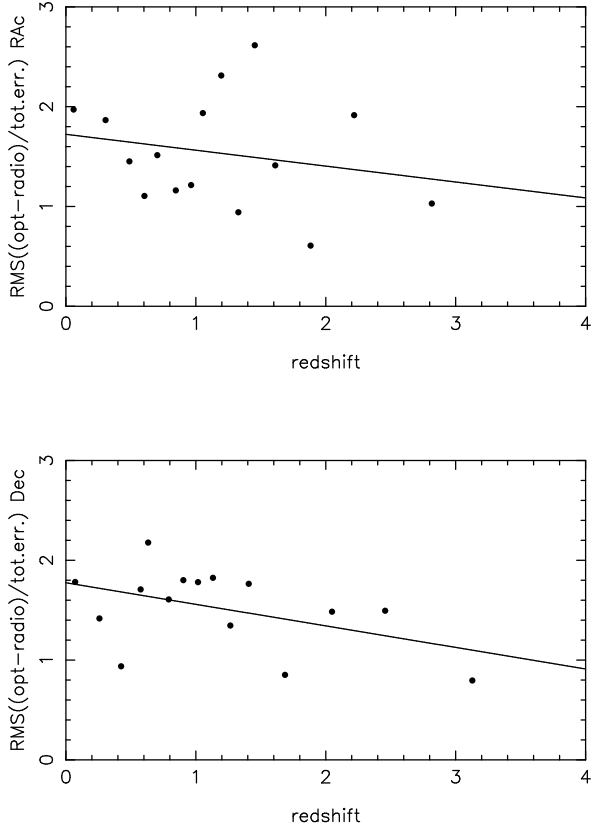 RMS((opt−radio)/tot.err.) RAc
3
2
1
0
0 1 2 3 4
redshift
RMS((opt−radio)/tot.err.) Dec
3
2
1
0
0 1 2 3 4
redshift